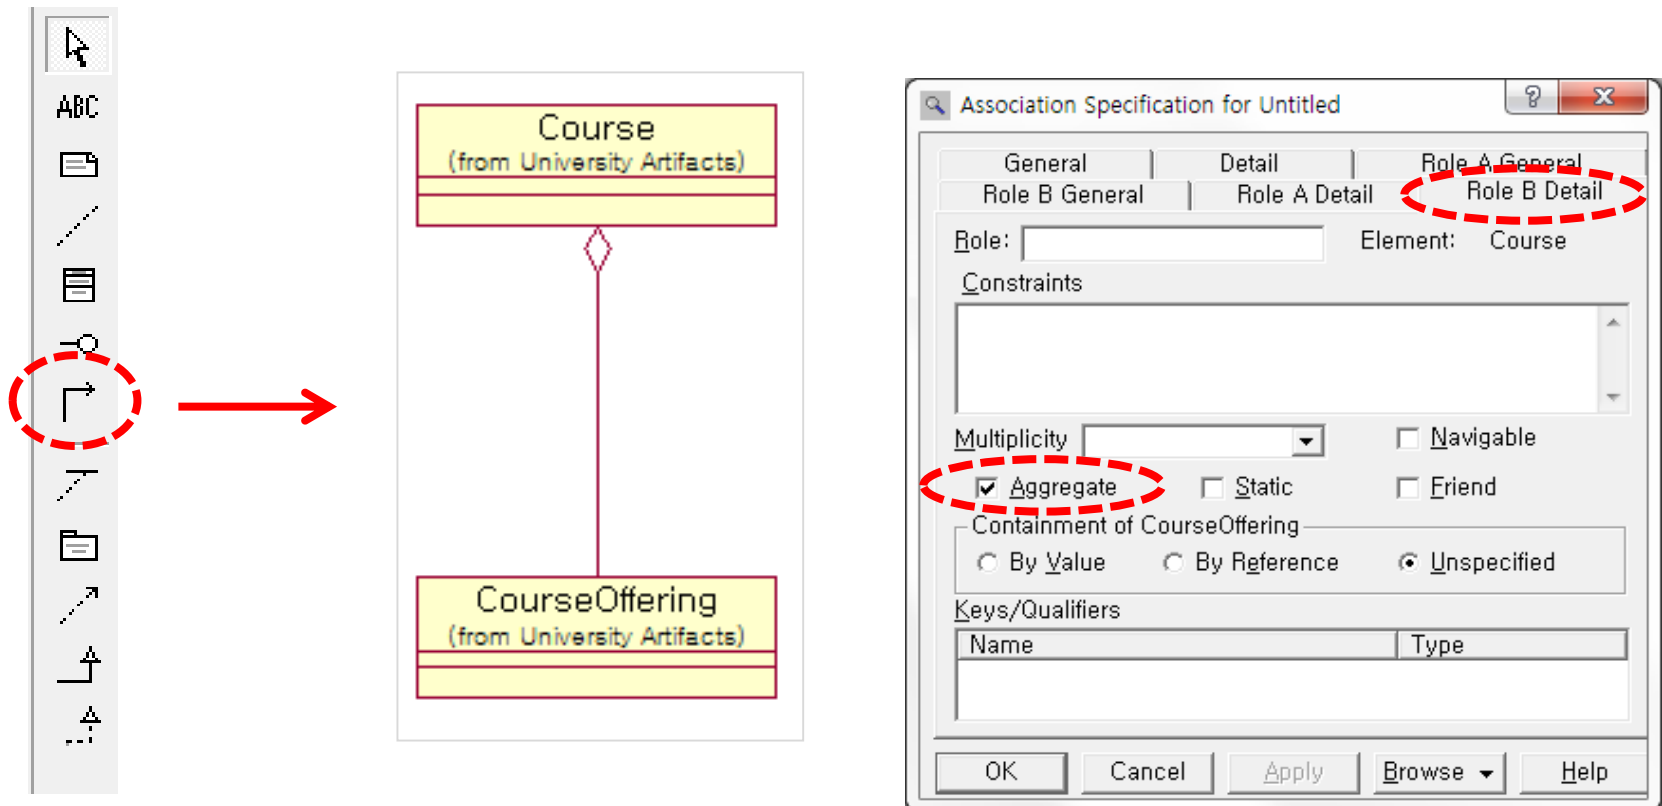 ABC
Course
(from University Artifacts)
CourseOffering
(from University Artifacts)
Association Specification for Untitled
General Detail Role A General
Role B General Role A Detail Role B Detail
Role: Element: Course
Constraints
Multiplicity Navigable
Aggregate Static Friend
Containment of CourseOffering
By Value By Reference Unspecified
Keys/Qualifiers
Name Type
OK Cancel Apply Browse Help